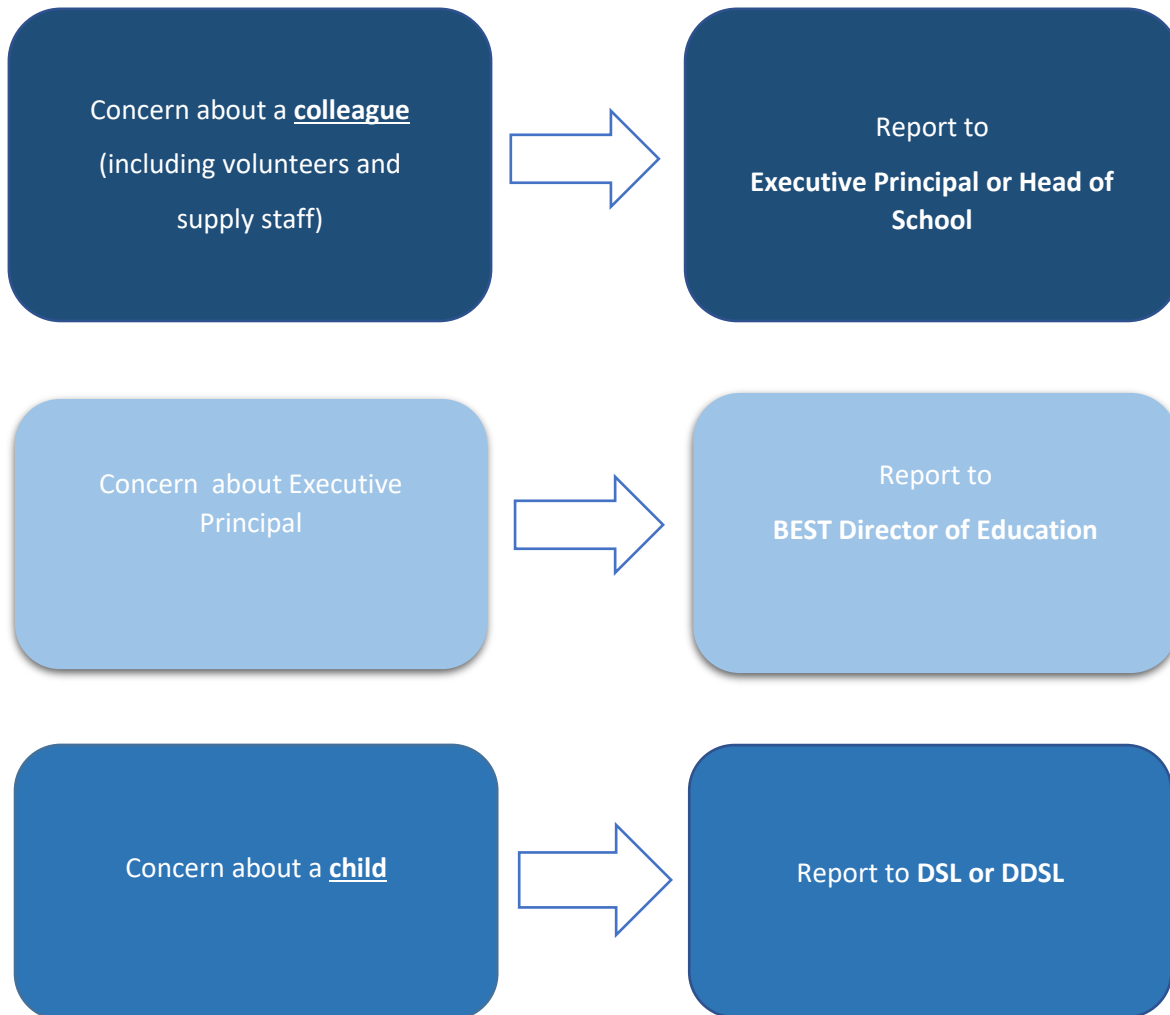 Concern about a colleague
(including volunteers and
supply staff)
Report to
Executive Principal or Head of
School
Concern  about Executive
Principal
Report to
BEST Director of Education
Concern about a child
Report to DSL or DDSL